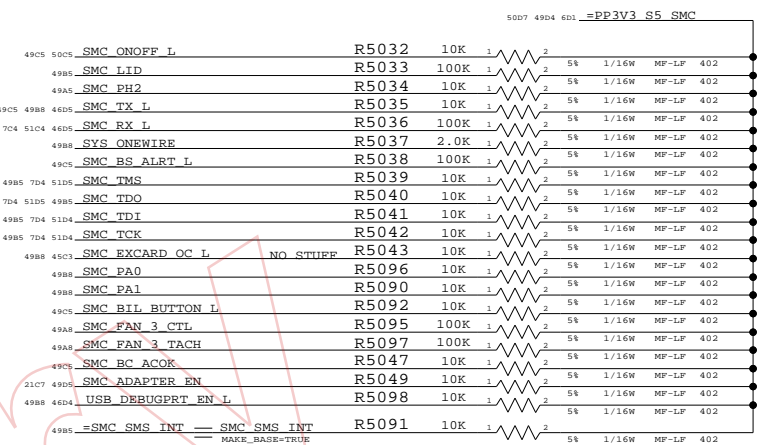 50D7 49D4 6D1 =PP3V3_S5_SMC
49C5 50C5 SMC_ONOFF_L R5032 10K 1 2
5% 1/16W MF-LF 402
49B5 SMC_LID R5033 100K 1 2
5% 1/16W MF-LF 402
49A5 SMC_PH2 R5034 10K 1 2
5% 1/16W MF-LF 402
49C5 49B8 46D5 SMC_TX_L R5035 10K 1 2
5% 1/16W MF-LF 402
7C4 51C4 46D5 SMC_RX_L R5036 100K 1 2
5% 1/16W MF-LF 402
49B8 SYS_ONEWIRE R5037 2.0K 1 2
5% 1/16W MF-LF 402
49C5 SMC_BS_ALRT_L R5038 100K 1 2
5% 1/16W MF-LF 402
49B5 7D4 51D5 SMC_TMS R5039 10K 1 2
5% 1/16W MF-LF 402
7D4 51D5 49B5 SMC_TDO R5040 10K 1 2
5% 1/16W MF-LF 402
49B5 7D4 51D4 SMC_TDI R5041 10K 1 2
5% 1/16W MF-LF 402
49B5 7D4 51D4 SMC_TCK R5042 10K 1 2
5% 1/16W MF-LF 402
49B8 45C3 SMC_EXCARD_OC_L NO STUFF R5043 10K 1 2
5% 1/16W MF-LF 402
49B8 SMC_PA0 R5096 10K 1 2
5% 1/16W MF-LF 402
49B8 SMC_PA1 R5090 10K 1 2
5% 1/16W MF-LF 402
49C5 SMC_BIL_BUTTON_L R5092 10K 1 2
5% 1/16W MF-LF 402
49A8 SMC_FAN_3_CTL R5095 100K 1 2
5% 1/16W MF-LF 402
49A8 SMC_FAN_3_TACH R5097 100K 1 2
5% 1/16W MF-LF 402
49C5 SMC_BC_ACOK R5047 10K 1 2
5% 1/16W MF-LF 402
21C7 49D5 SMC_ADAPTER_EN R5049 10K 1 2
5% 1/16W MF-LF 402
49B8 46D4 USB_DEBUGPRT_EN_L R5098 10K 1 2
5% 1/16W MF-LF 402
49B5 =SMC_SMS_INT SMC_SMS_INT R5091 10K 1 2
MAKE_BASE=TRUE 5% 1/16W MF-LF 402